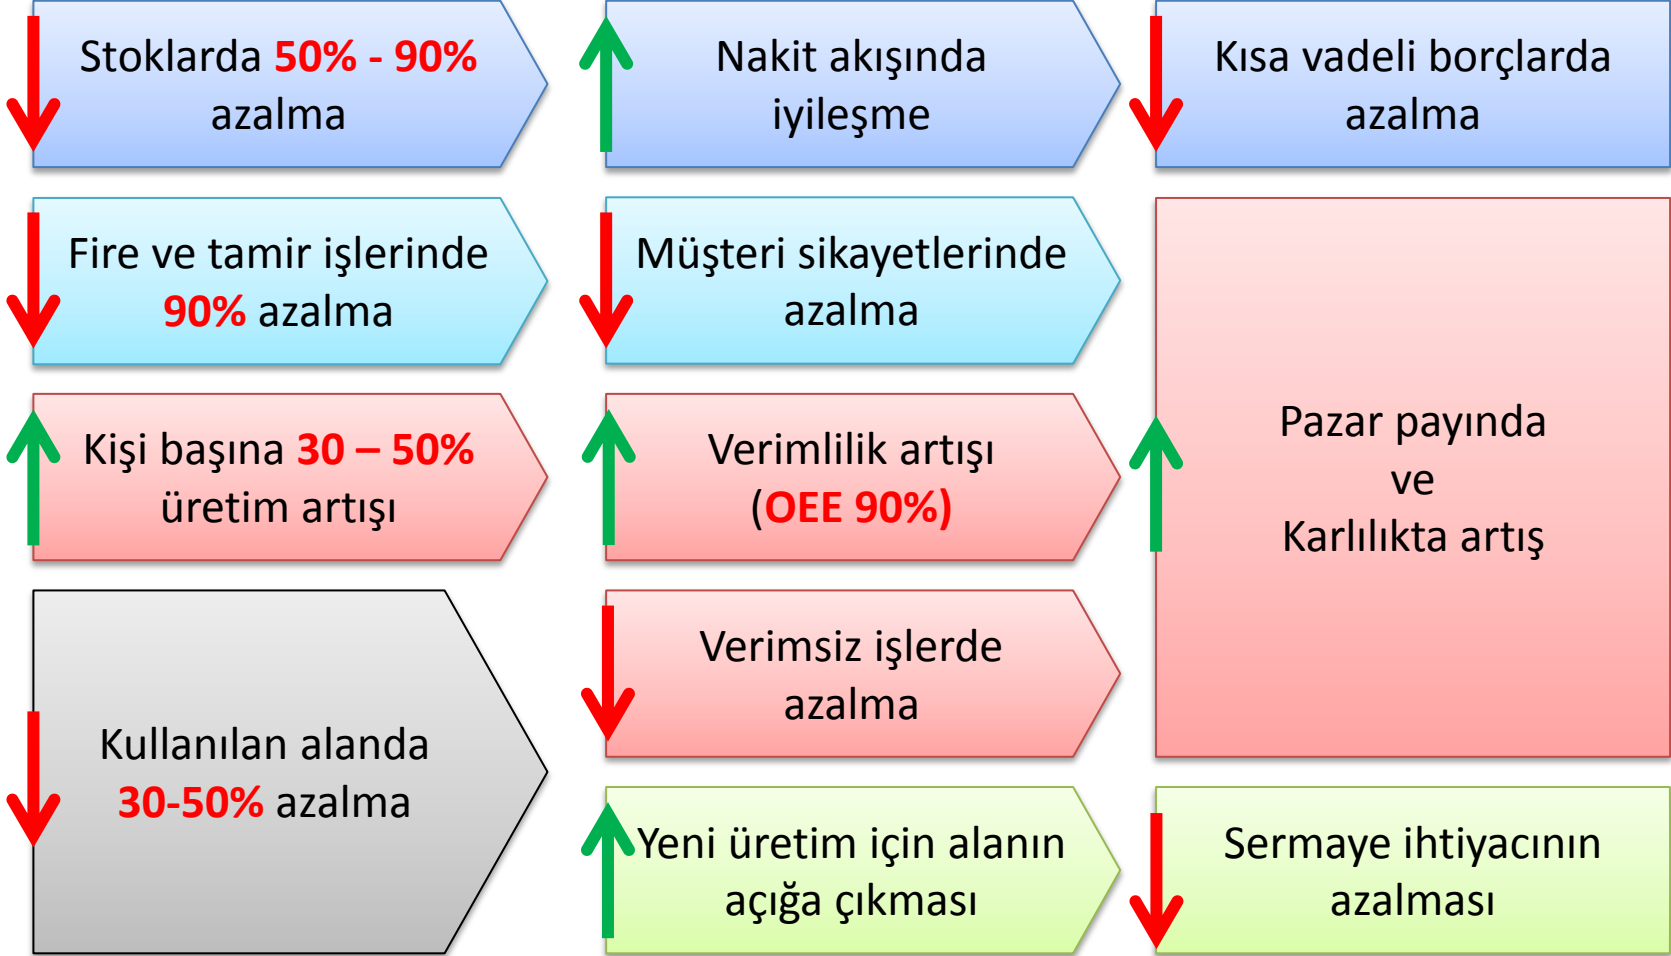 Stoklarda 50% - 90%
azalma
Nakit akışında
iyileşme
Kısa vadeli borçlarda
azalma
Fire ve tamir işlerinde
90% azalma
Müşteri sikayetlerinde
azalma
Kişi başına 30 – 50%
üretim artışı
Verimlilik artışı
(OEE 90%)
Pazar payında
ve
Karlılıkta artış
Kullanılan alanda
30-50% azalma
Verimsiz işlerde
azalma
Yeni üretim için alanın
açığa çıkması
Sermaye ihtiyacının
azalması